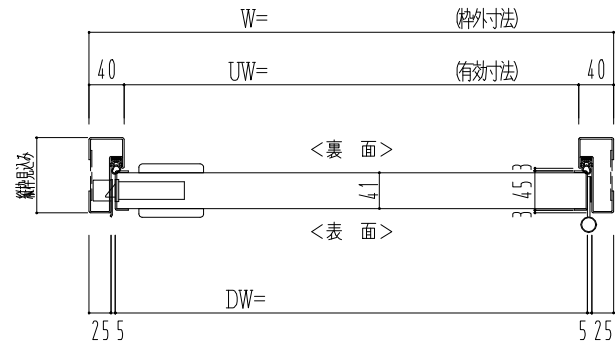 W= (枠外寸法)
40 UW= (有効寸法) 40
縦枠見込み
<裏 面>
41
3
45
3
<表 面>
DW=
25 5 5 25